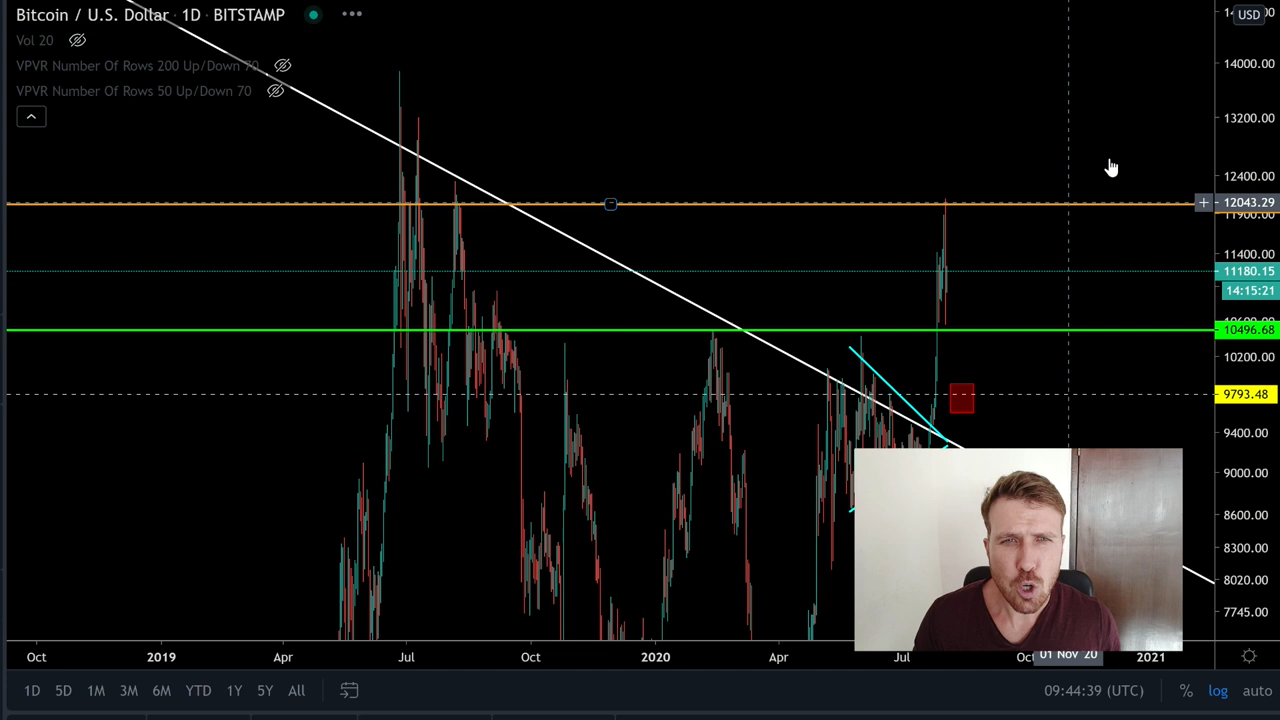 Bitcoin / U.S. Dollar · 1D · BITSTAMP
USD
Vol 20
VPVR Number Of Rows 200 Up/Down 70
VPVR Number Of Rows 50 Up/Down 70
14000.00
13200.00
12400.00
12043.29
11900.00
11400.00
11180.15
14:15:21
10496.68
10200.00
9793.48
9400.00
9000.00
8600.00
8300.00
8020.00
7745.00
Oct 2019 Apr Jul Oct 2020 Apr Jul 01 Nov '20 2021
1D 5D 1M 3M 6M YTD 1Y 5Y All 09:44:39 (UTC) % log auto